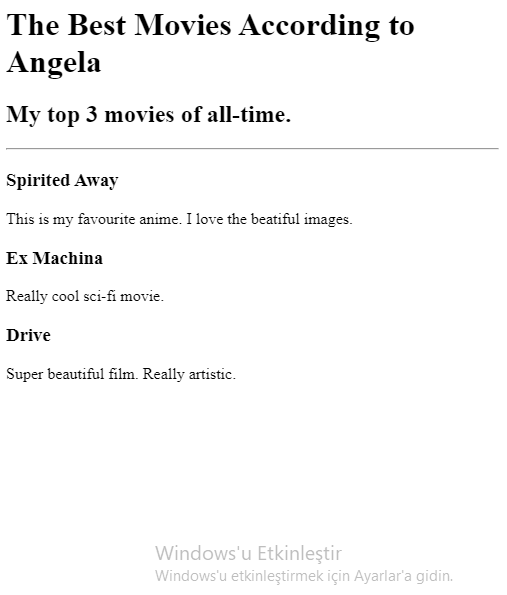 The Best Movies According to
Angela
My top 3 movies of all-time.
Spirited Away
This is my favourite anime. I love the beatiful images.
Ex Machina
Really cool sci-fi movie.
Drive
Super beautiful film. Really artistic.
Windows'u Etkinleştir
Windows'u etkinleştirmek için Ayarlar'a gidin.